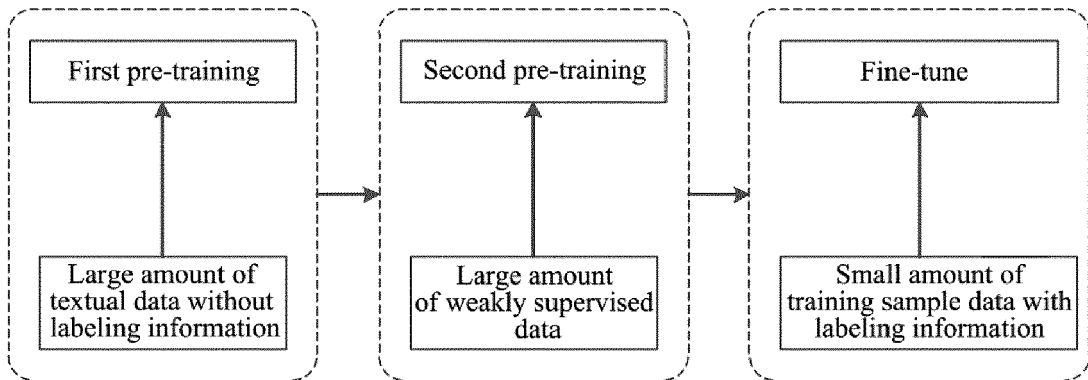 First pre-training
Large amount of
textual data without
labeling information
Second pre-training
Large amount
of weakly supervised
data
Fine-tune
Small amount of
training sample data with
labeling information